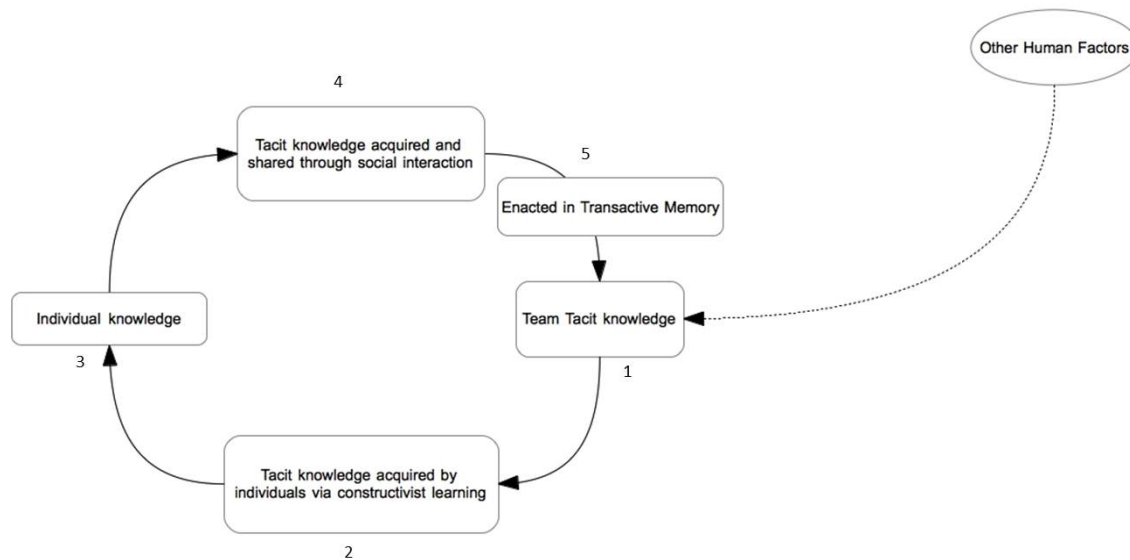 Other Human Factors
4
Tacit knowledge acquired and
shared through social interaction
5
Enacted in Transactive Memory
Individual knowledge
3
Team Tacit knowledge
1
Tacit knowledge acquired by
individuals via constructivist learning
2